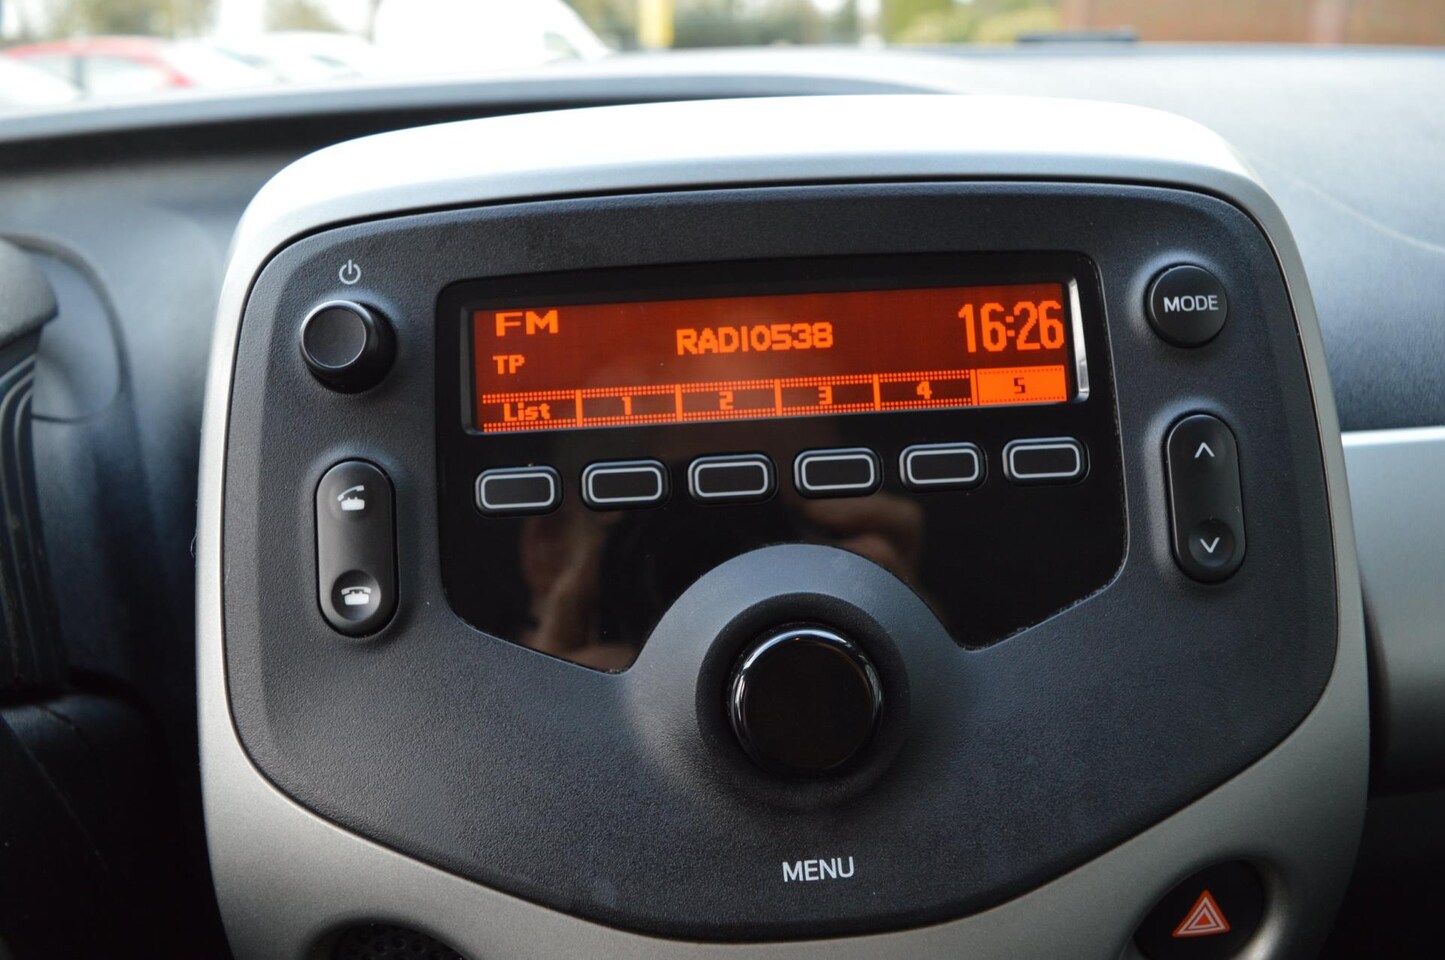 FM
RADIO538
16:26
TP
List 1 2 3 4 5
MODE
MENU